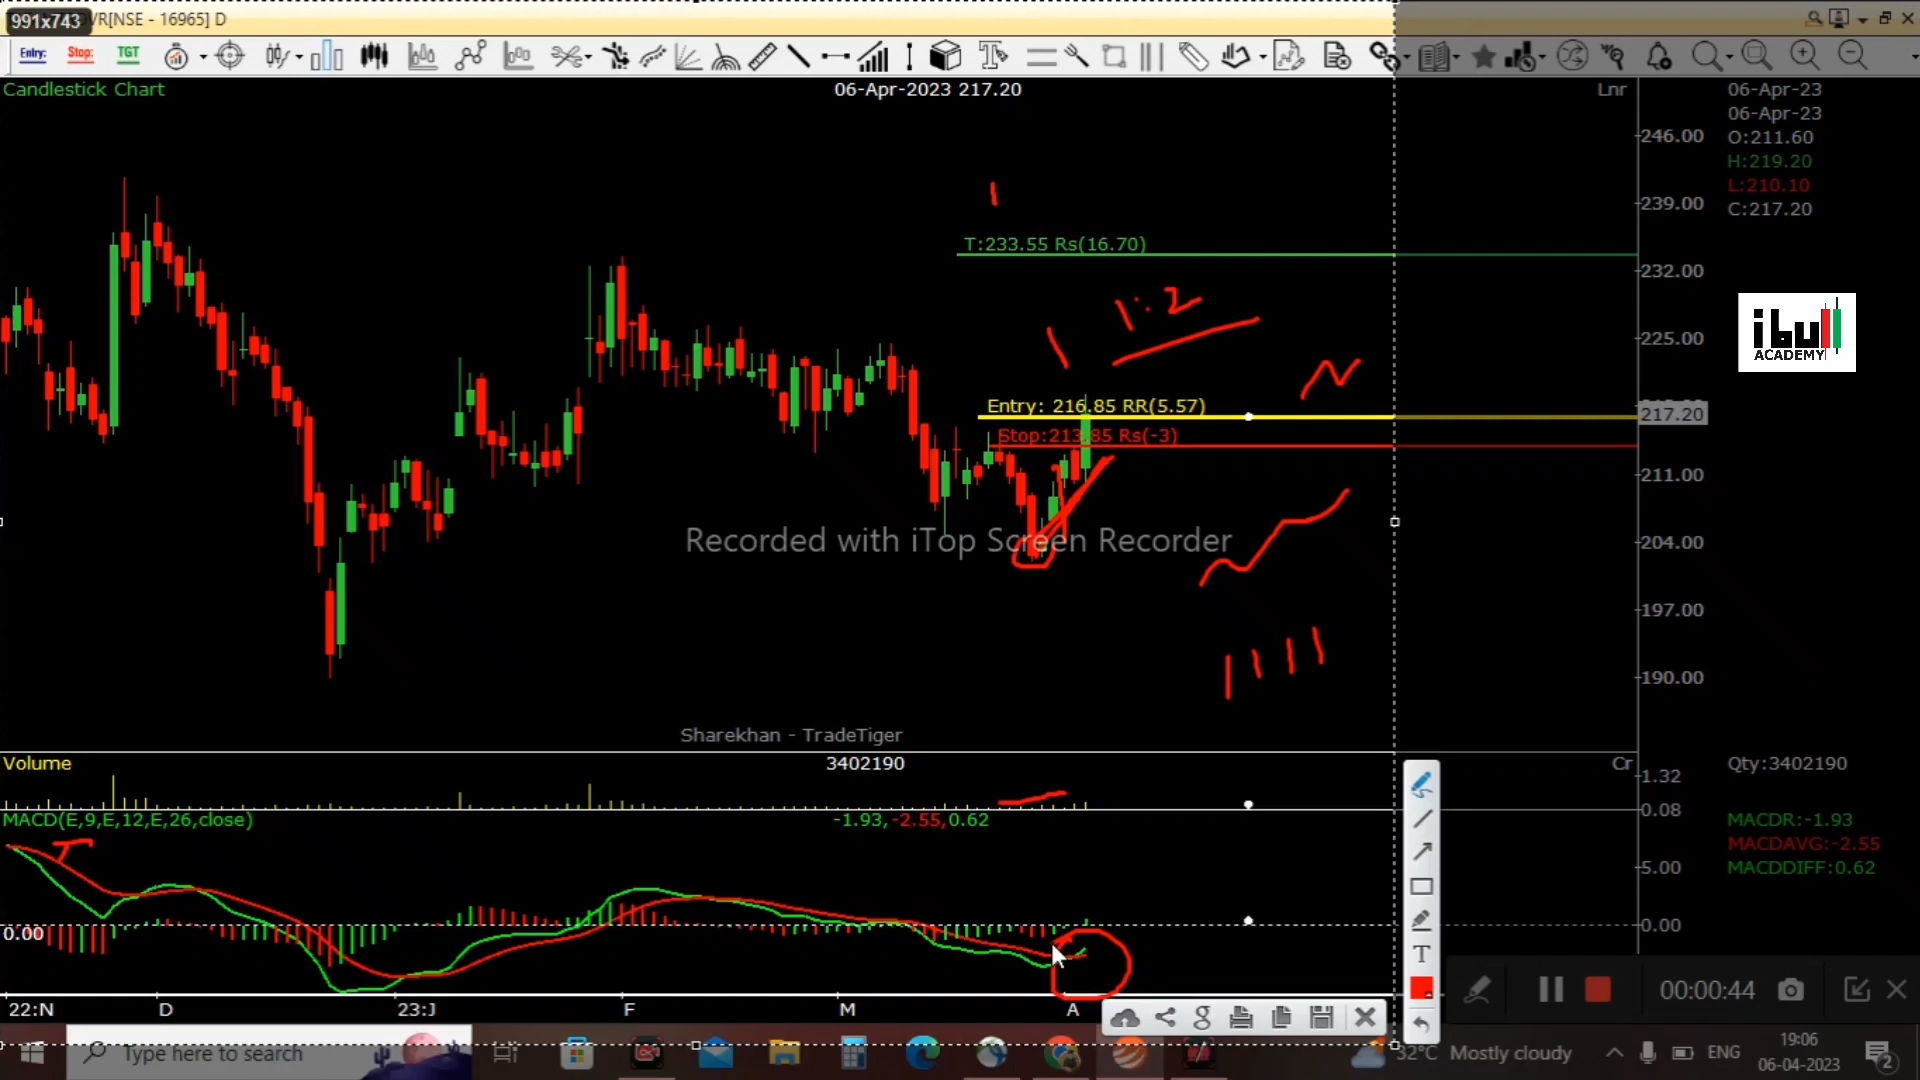 991x743 VR[NSE - 16965] D
Entry: Stop: TGT
Candlestick Chart
06-Apr-2023 217.20
Lnr
06-Apr-23
06-Apr-23
O:211.60
H:219.20
L:210.10
C:217.20
246.00
239.00
232.00
225.00
217.20
211.00
204.00
197.00
190.00
T:233.55 Rs(16.70)
1:2
Entry: 216.85 RR(5.57)
Stop:213.85 Rs(-3)
ibull
ACADEMY
Recorded with iTop Screen Recorder
Sharekhan - TradeTiger
Volume
3402190
Cr
1.32
0.08
Qty:3402190
MACD(E,9,E,12,E,26,close)
-1.93,-2.55,0.62
MACDR:-1.93
MACDAVG:-2.55
MACDDIFF:0.62
5.00
0.00
0.00
22:N D 23:J F M A
T
00:00:44
Type here to search
32°C Mostly cloudy
ENG
19:06
06-04-2023
2